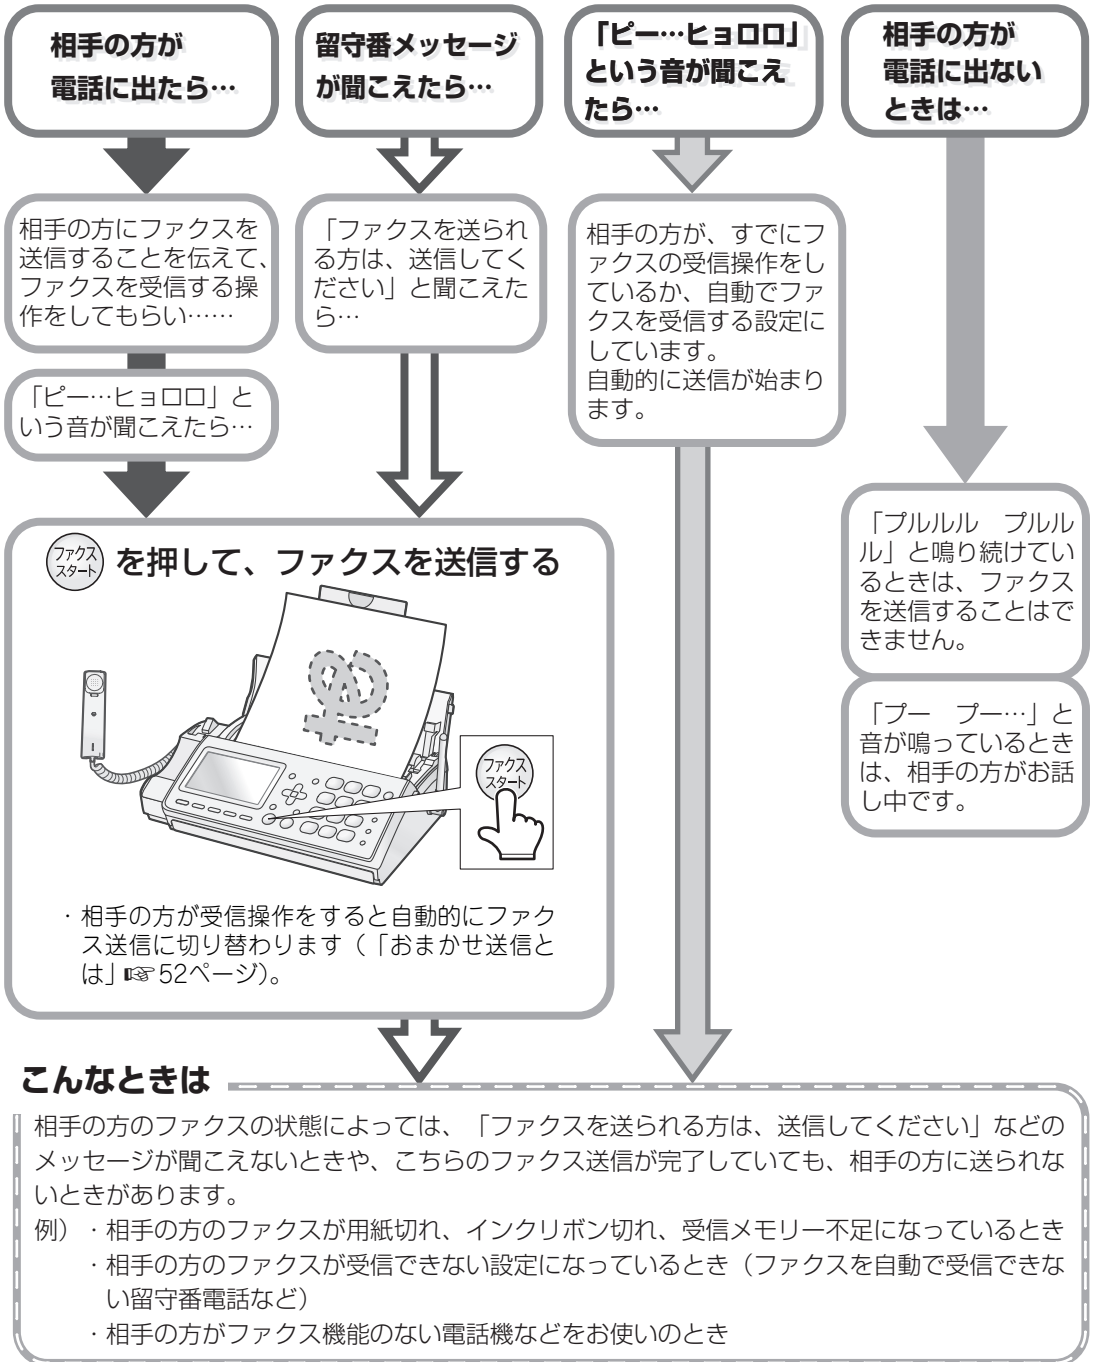 相手の方が
電話に出たら…
留守番メッセージ
が聞こえたら…
「ピー…ヒョロロ」
という音が聞こえ
たら…
相手の方が
電話に出ない
ときは…
相手の方にファクスを
送信することを伝えて、
ファクスを受信する操
作をしてもらい……
「ピー…ヒョロロ」と
いう音が聞こえたら…
「ファクスを送られ
る方は、送信してく
ださい」と聞こえた
ら…
相手の方が、すでにフ
ァクスの受信操作をし
ているか、自動でファ
クスを受信する設定に
しています。
自動的に送信が始まり
ます。
「プルルル　プルル
ル」と鳴り続けてい
るときは、ファクス
を送信することはで
きません。
「プー　プー…」と
音が鳴っているとき
は、相手の方がお話
し中です。
ファクス
スタート
を押して、ファクスを送信する
ファクス
スタート
・相手の方が受信操作をすると自動的にファク
ス送信に切り替わります（「おまかせ送信と
は」☞52ページ）。
こんなときは
相手の方のファクスの状態によっては、「ファクスを送られる方は、送信してください」などの
メッセージが聞こえないときや、こちらのファクス送信が完了していても、相手の方に送られな
いときがあります。
例）・相手の方のファクスが用紙切れ、インクリボン切れ、受信メモリー不足になっているとき
・相手の方のファクスが受信できない設定になっているとき（ファクスを自動で受信できな
い留守番電話など）
・相手の方がファクス機能のない電話機などをお使いのとき